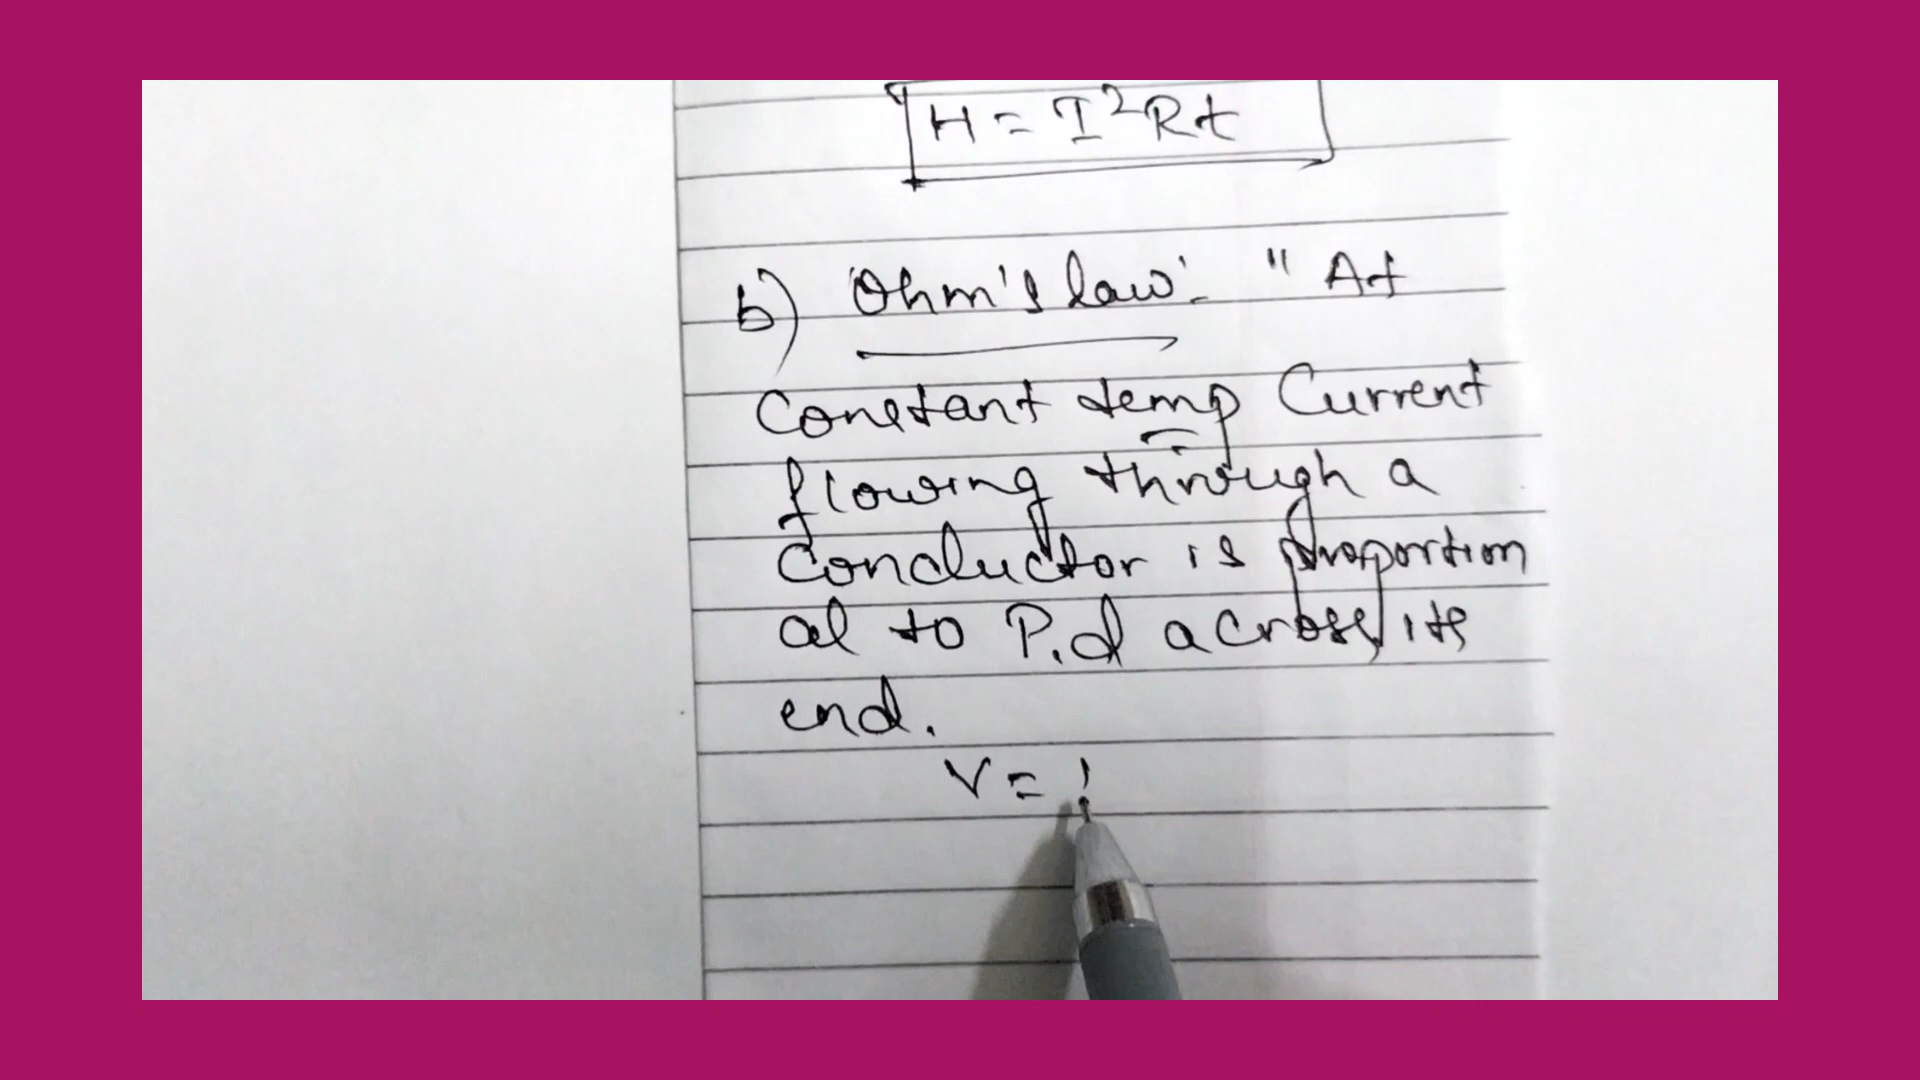 H = I²Rt
b) Ohm's law:- " At
Constant temp Current
flowing through a
conductor is proportion
al to P.d across its
end.
V = I